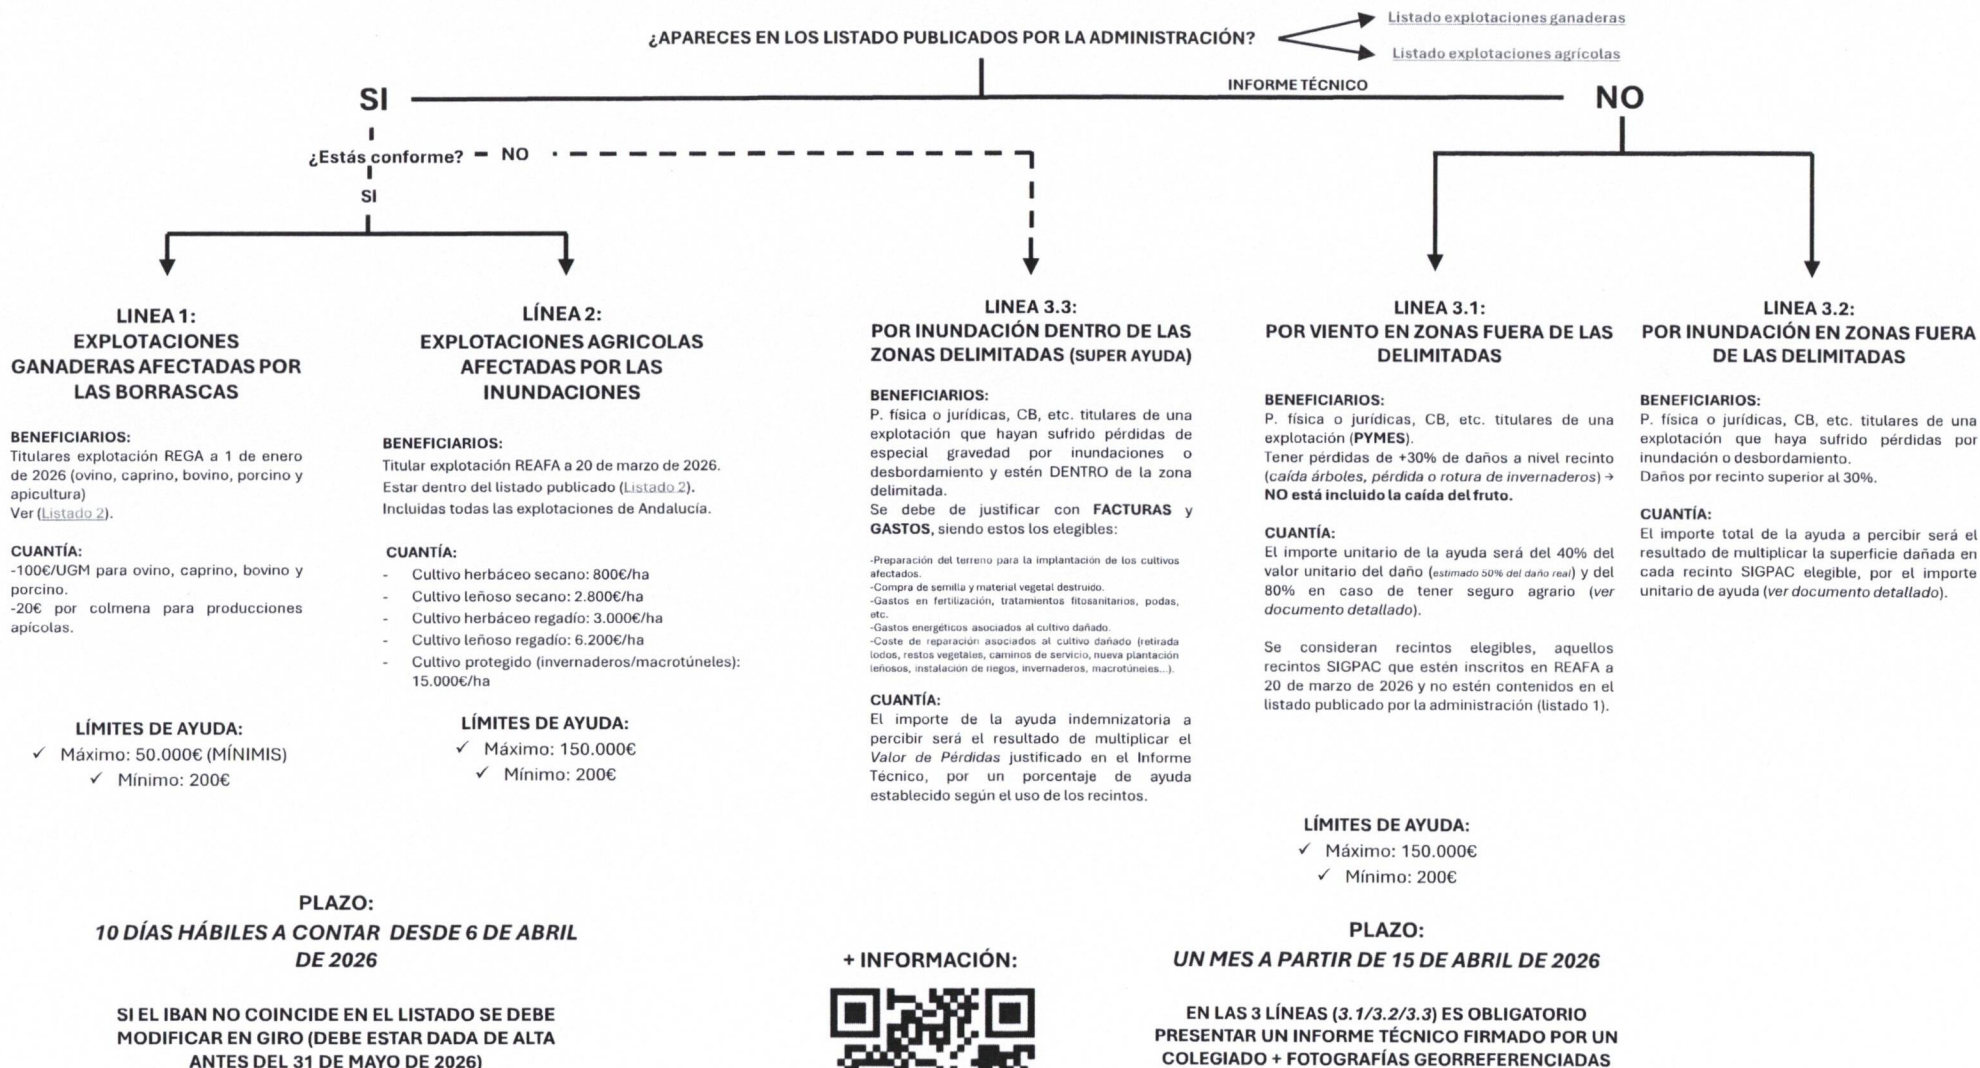 ¿APARECES EN LOS LISTADO PUBLICADOS POR LA ADMINISTRACIÓN?
Listado explotaciones ganaderas
Listado explotaciones agrícolas
INFORME TÉCNICO
SI
NO
¿Estás conforme? – NO
SI
LINEA 1:
EXPLOTACIONES
GANADERAS AFECTADAS POR
LAS BORRASCAS
BENEFICIARIOS:
Titulares explotación REGA a 1 de enero
de 2026 (ovino, caprino, bovino, porcino y
apicultura)
Ver (Listado 2).
CUANTÍA:
-100€/UGM para ovino, caprino, bovino y
porcino.
-20€ por colmena para producciones
apícolas.
LÍMITES DE AYUDA:
✓ Máximo: 50.000€ (MÍNIMIS)
✓ Mínimo: 200€
LÍNEA 2:
EXPLOTACIONES AGRICOLAS
AFECTADAS POR LAS
INUNDACIONES
BENEFICIARIOS:
Titular explotación REAFA a 20 de marzo de 2026.
Estar dentro del listado publicado (Listado 2).
Incluidas todas las explotaciones de Andalucía.
CUANTÍA:
- Cultivo herbáceo secano: 800€/ha
- Cultivo leñoso secano: 2.800€/ha
- Cultivo herbáceo regadío: 3.000€/ha
- Cultivo leñoso regadío: 6.200€/ha
- Cultivo protegido (invernaderos/macrotúneles):
15.000€/ha
LÍMITES DE AYUDA:
✓ Máximo: 150.000€
✓ Mínimo: 200€
LINEA 3.3:
POR INUNDACIÓN DENTRO DE LAS
ZONAS DELIMITADAS (SUPER AYUDA)
BENEFICIARIOS:
P. física o jurídicas, CB, etc. titulares de una
explotación que hayan sufrido pérdidas de
especial gravedad por inundaciones o
desbordamiento y estén DENTRO de la zona
delimitada.
Se debe de justificar con FACTURAS y
GASTOS, siendo estos los elegibles:
-Preparación del terreno para la implantación de los cultivos
afectados.
-Compra de semilla y material vegetal destruido.
-Gastos en fertilización, tratamientos fitosanitarios, podas,
etc.
-Gastos energéticos asociados al cultivo dañado.
-Coste de reparación asociados al cultivo dañado (retirada
lodos, restos vegetales, caminos de servicio, nueva plantación
leñosos, instalación de riegos, invernaderos, macrotúneles...).
CUANTÍA:
El importe de la ayuda indemnizatoria a
percibir será el resultado de multiplicar el
Valor de Pérdidas justificado en el Informe
Técnico, por un porcentaje de ayuda
establecido según el uso de los recintos.
LINEA 3.1:
POR VIENTO EN ZONAS FUERA DE LAS
DELIMITADAS
BENEFICIARIOS:
P. física o jurídicas, CB, etc. titulares de una
explotación (PYMES).
Tener pérdidas de +30% de daños a nivel recinto
(caída árboles, pérdida o rotura de invernaderos) →
NO está incluido la caída del fruto.
CUANTÍA:
El importe unitario de la ayuda será del 40% del
valor unitario del daño (estimado 50% del daño real) y del
80% en caso de tener seguro agrario (ver
documento detallado).
Se consideran recintos elegibles, aquellos
recintos SIGPAC que estén inscritos en REAFA a
20 de marzo de 2026 y no estén contenidos en el
listado publicado por la administración (listado 1).
LINEA 3.2:
POR INUNDACIÓN EN ZONAS FUERA
DE LAS DELIMITADAS
BENEFICIARIOS:
P. física o jurídicas, CB, etc. titulares de una
explotación que haya sufrido pérdidas por
inundación o desbordamiento.
Daños por recinto superior al 30%.
CUANTÍA:
El importe total de la ayuda a percibir será el
resultado de multiplicar la superficie dañada en
cada recinto SIGPAC elegible, por el importe
unitario de ayuda (ver documento detallado).
LÍMITES DE AYUDA:
✓ Máximo: 150.000€
✓ Mínimo: 200€
PLAZO:
10 DÍAS HÁBILES A CONTAR DESDE 6 DE ABRIL
DE 2026
SI EL IBAN NO COINCIDE EN EL LISTADO SE DEBE
MODIFICAR EN GIRO (DEBE ESTAR DADA DE ALTA
ANTES DEL 31 DE MAYO DE 2026)
+ INFORMACIÓN:
PLAZO:
UN MES A PARTIR DE 15 DE ABRIL DE 2026
EN LAS 3 LÍNEAS (3.1/3.2/3.3) ES OBLIGATORIO
PRESENTAR UN INFORME TÉCNICO FIRMADO POR UN
COLEGIADO + FOTOGRAFÍAS GEORREFERENCIADAS